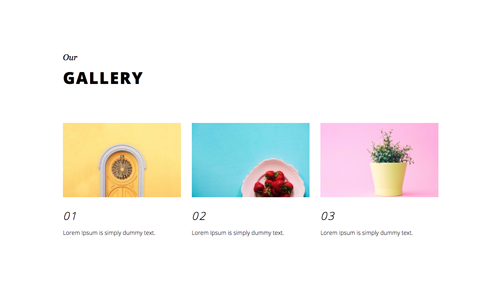 Our
GALLERY
01
02
03
Lorem Ipsum is simply dummy text.
Lorem Ipsum is simply dummy text.
Lorem Ipsum is simply dummy text.